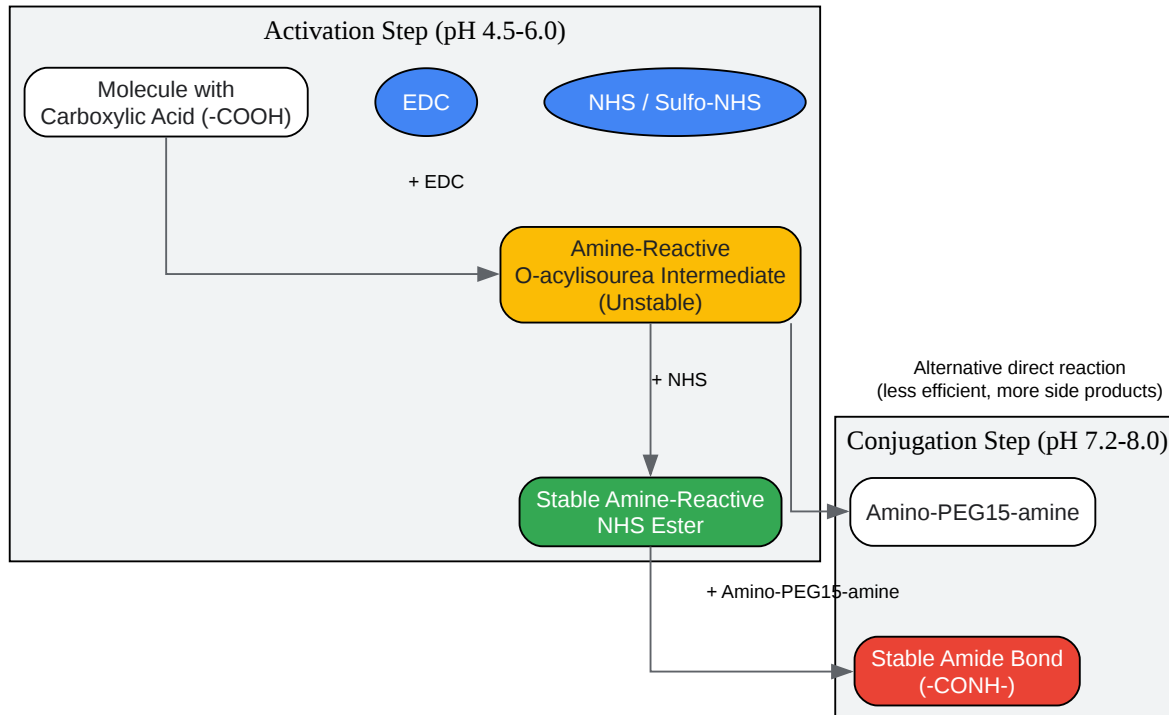 Activation Step (pH 4.5-6.0)
Molecule with
Carboxylic Acid (-COOH)
EDC
NHS / Sulfo-NHS
+ EDC
Amine-Reactive
O-acylisourea Intermediate
(Unstable)
+ NHS
Alternative direct reaction
(less efficient, more side products)
Conjugation Step (pH 7.2-8.0)
Stable Amine-Reactive
NHS Ester
Amino-PEG15-amine
+ Amino-PEG15-amine
Stable Amide Bond
(-CONH-)